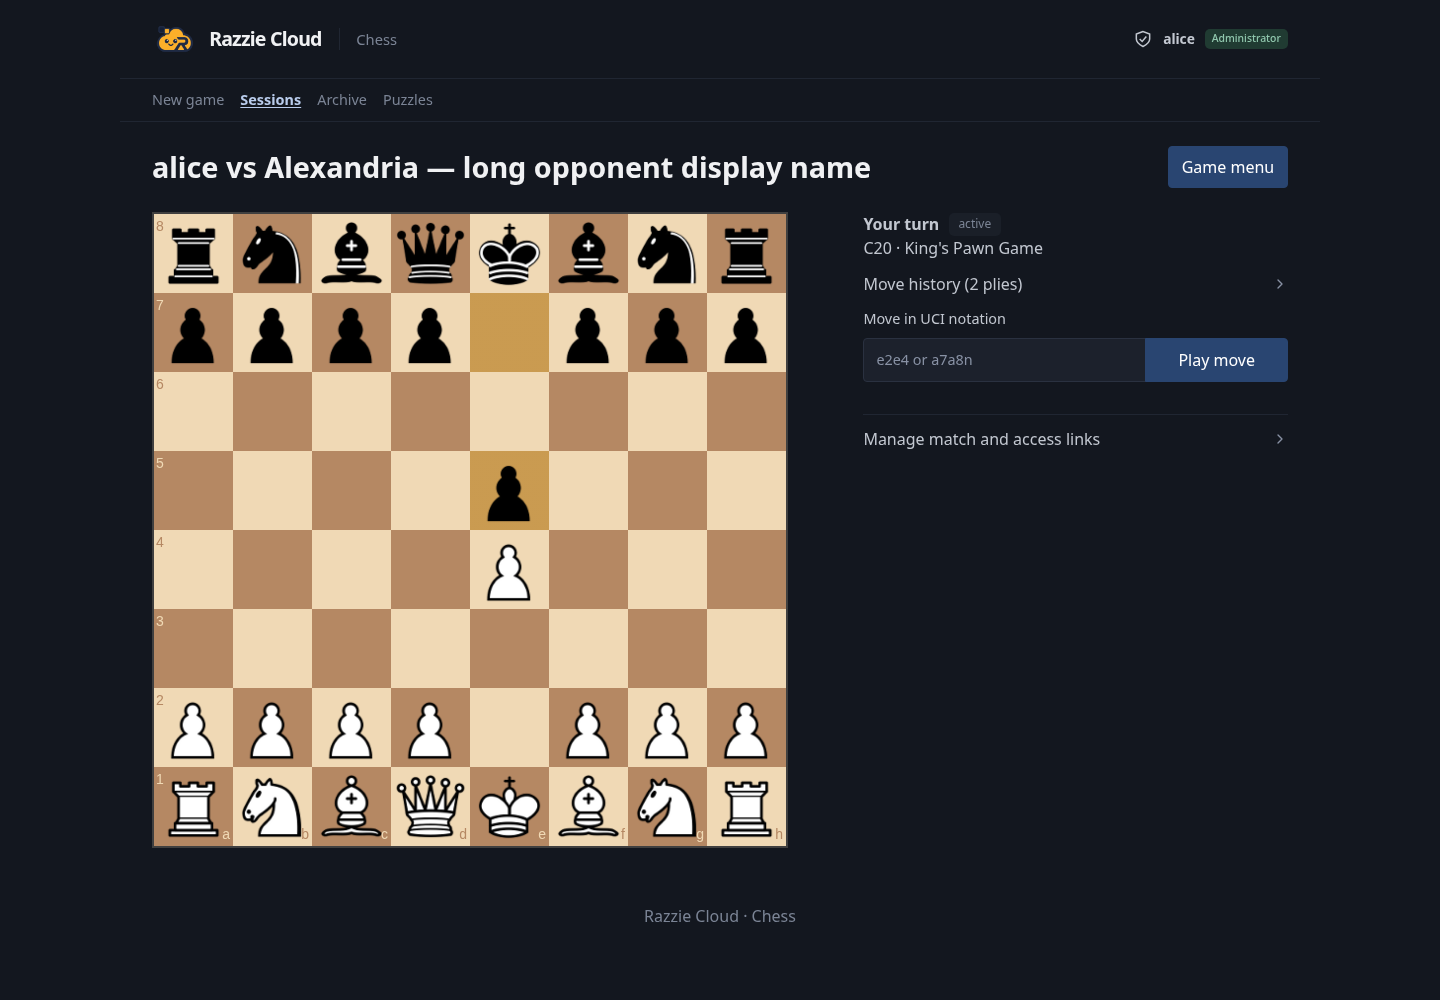 Razzie Cloud
Chess
alice
Administrator
New game
Sessions
Archive
Puzzles
alice vs Alexandria — long opponent display name
Game menu
8
7
6
5
4
3
2
1
a
b
c
d
e
f
g
h
Your turn
active
C20 · King's Pawn Game
Move history (2 plies)
Move in UCI notation
e2e4 or a7a8n
Play move
Manage match and access links
Razzie Cloud · Chess